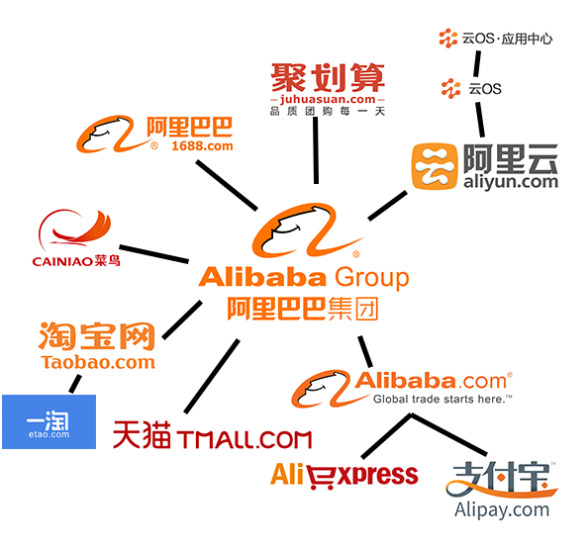 云OS·应用中心
云OS
聚划算
juhuasuan.com
品质团购每一天
阿里巴巴
1688.com
阿里云
aliyun.com
CAINIAO菜鸟
Alibaba Group
阿里巴巴集团
淘宝网
Taobao.com
Alibaba.com®
Global trade starts here.™
一淘
etao.com
天猫 TMALL.COM
AliExpress
支付宝™
Alipay.com